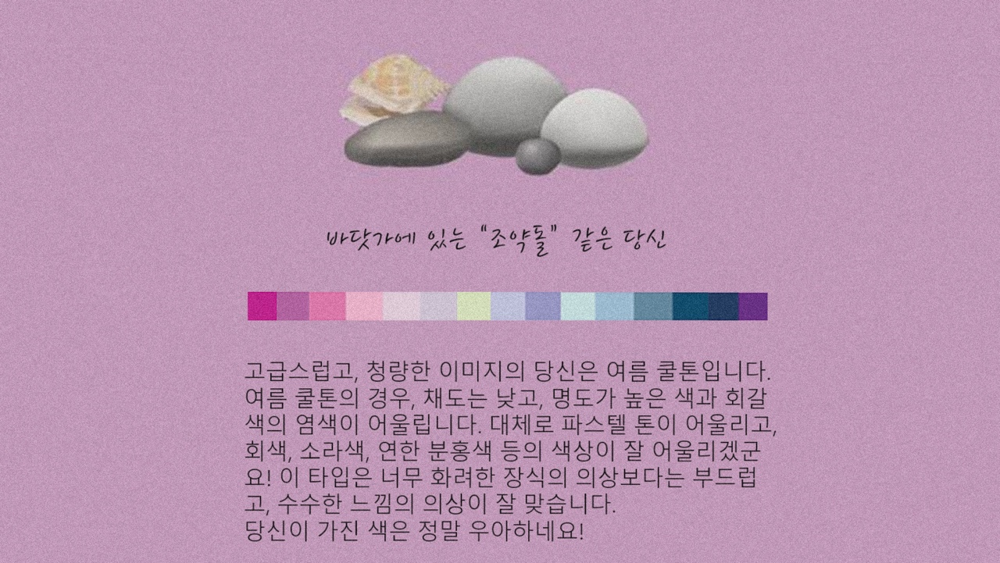 바닷가에 있는 "조약돌" 같은 당신
고급스럽고, 청량한 이미지의 당신은 여름 쿨톤입니다.
여름 쿨톤의 경우, 채도는 낮고, 명도가 높은 색과 회갈
색의 염색이 어울립니다. 대체로 파스텔 톤이 어울리고,
회색, 소라색, 연한 분홍색 등의 색상이 잘 어울리겠군
요! 이 타입은 너무 화려한 장식의 의상보다는 부드럽
고, 수수한 느낌의 의상이 잘 맞습니다.
당신이 가진 색은 정말 우아하네요!